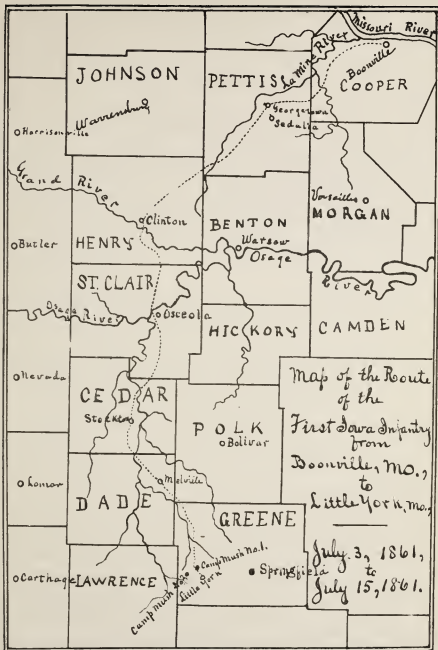 Missouri River
La Mine River
Boonville
JOHNSON
PETTIS
COOPER
Georgetown
Sedalia
Warrensburg
Harrisonville
Grand River
Versailles
MORGAN
Clinton
BENTON
Warsaw
Osage
River
Butler
HENRY
ST. CLAIR
Osage River
Osceola
HICKORY
CAMDEN
Nevada
CEDAR
Stockton
POLK
Bolivar
Map of the Route
of the
First Iowa Infantry
from
Boonville, Mo.,
to
Little York, Mo.,
July 3, 1861,
to
July 15, 1861.
Lamar
Melville
DADE
GREENE
Camp Mush No.1.
Springfield
Carthage
LAWRENCE
Camp Mush No.2
Little York